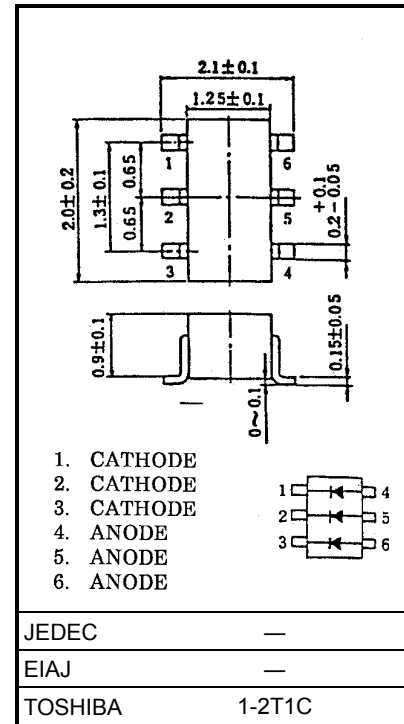 2.1±0.1
1.25±0.1
2.0±0.2
1.3±0.1
0.65
0.65
1
2
3
6
5
4
+0.1
0.2-0.05
0.9±0.1
0.15±0.05
0~0.1
1. CATHODE
2. CATHODE
3. CATHODE
4. ANODE
5. ANODE
6. ANODE
1 4
2 5
3 6
JEDEC —
EIAJ —
TOSHIBA 1-2T1C